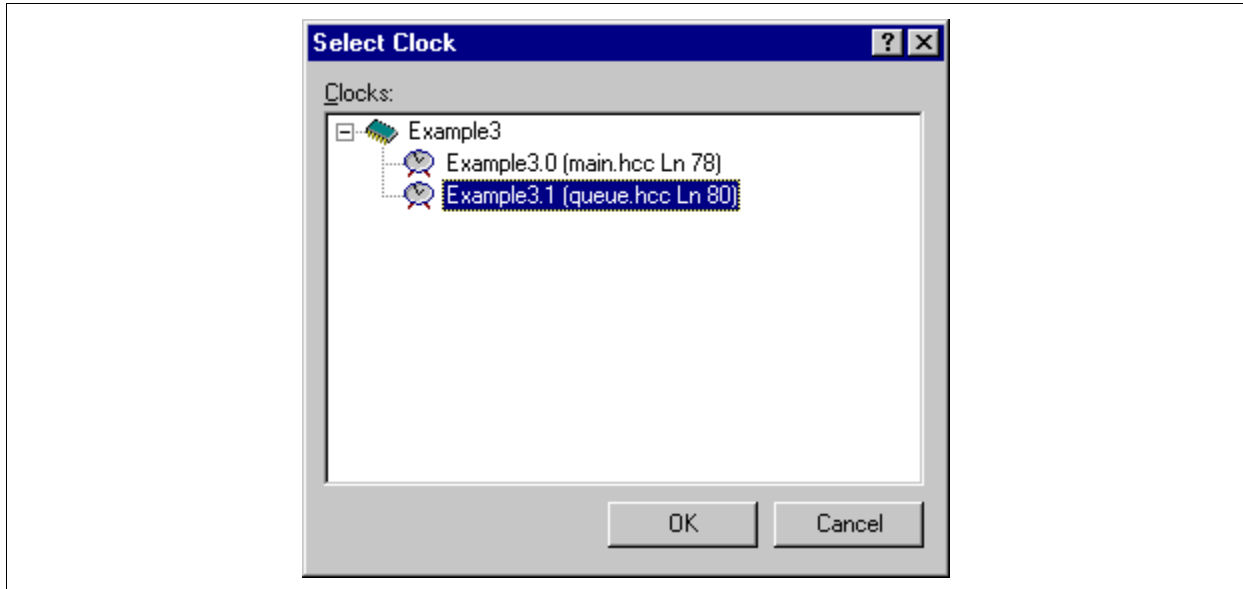 Select Clock
Clocks:
Example3
Example3.0 (main.hcc Ln 78)
Example3.1 (queue.hcc Ln 80)
OK Cancel